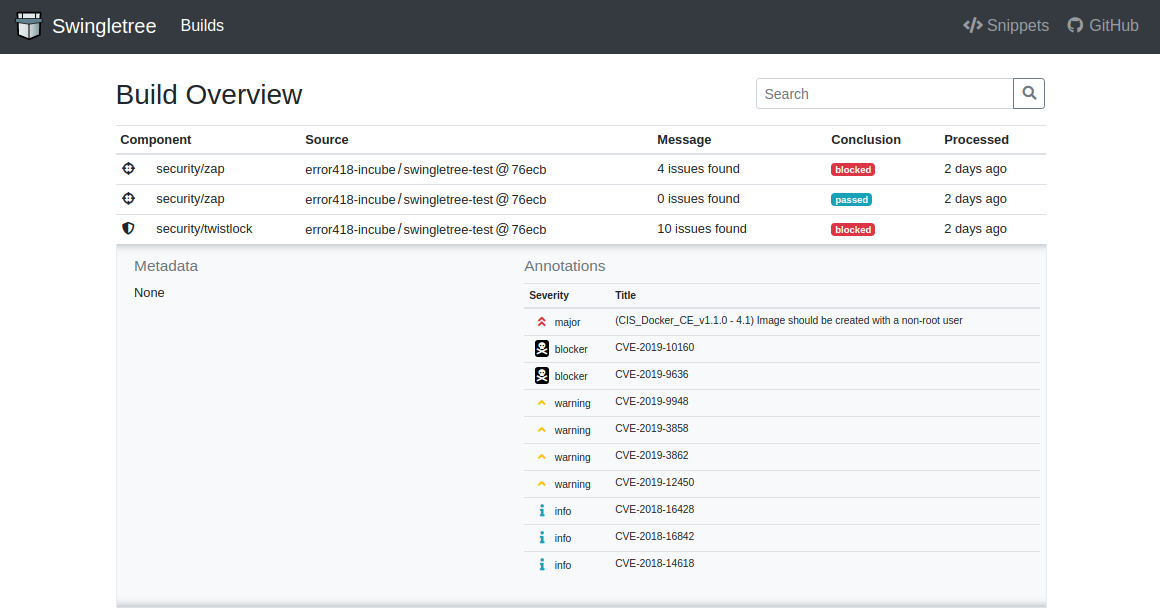 Swingletree Builds Snippets GitHub
Build Overview Search
Component Source Message Conclusion Processed
security/zap error418-incube / swingletree-test @ 76ecb 4 issues found blocked 2 days ago
security/zap error418-incube / swingletree-test @ 76ecb 0 issues found passed 2 days ago
security/twistlock error418-incube / swingletree-test @ 76ecb 10 issues found blocked 2 days ago
Metadata Annotations
None
Severity Title
major (CIS_Docker_CE_v1.1.0 - 4.1) Image should be created with a non-root user
blocker CVE-2019-10160
blocker CVE-2019-9636
warning CVE-2019-9948
warning CVE-2019-3858
warning CVE-2019-3862
warning CVE-2019-12450
info CVE-2018-16428
info CVE-2018-16842
info CVE-2018-14618